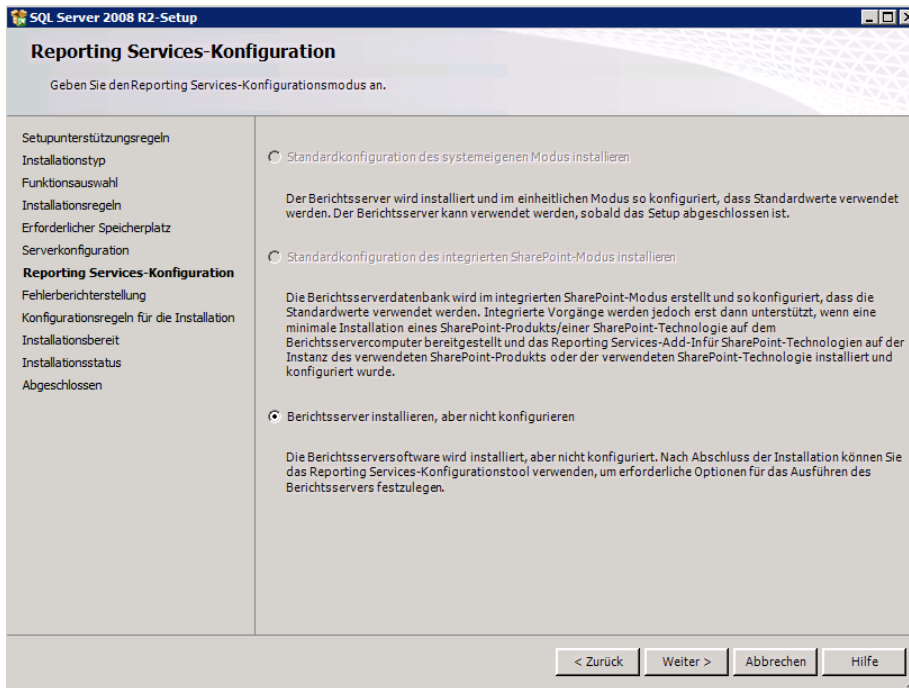 SQL Server 2008 R2-Setup
Reporting Services-Konfiguration
Geben Sie den Reporting Services-Konfigurationsmodus an.
Setupunterstützungsregeln
Installationstyp
Funktionsauswahl
Installationsregeln
Erforderlicher Speicherplatz
Serverkonfiguration
Reporting Services-Konfiguration
Fehlerberichterstellung
Konfigurationsregeln für die Installation
Installationsbereit
Installationsstatus
Abgeschlossen
Standardkonfiguration des systemeigenen Modus installieren
Der Berichtsserver wird installiert und im einheitlichen Modus so konfiguriert, dass Standardwerte verwendet
werden. Der Berichtsserver kann verwendet werden, sobald das Setup abgeschlossen ist.
Standardkonfiguration des integrierten SharePoint-Modus installieren
Die Berichtsserverdatenbank wird im integrierten SharePoint-Modus erstellt und so konfiguriert, dass die
Standardwerte verwendet werden. Integrierte Vorgänge werden jedoch erst dann unterstützt, wenn eine
minimale Installation eines SharePoint-Produkts/einer SharePoint-Technologie auf dem
Berichtsservercomputer bereitgestellt und das Reporting Services-Add-Infür SharePoint-Technologien auf der
Instanz des verwendeten SharePoint-Produkts oder der verwendeten SharePoint-Technologie installiert und
konfiguriert wurde.
Berichtsserver installieren, aber nicht konfigurieren
Die Berichtsserversoftware wird installiert, aber nicht konfiguriert. Nach Abschluss der Installation können Sie
das Reporting Services-Konfigurationstool verwenden, um erforderliche Optionen für das Ausführen des
Berichtsservers festzulegen.
< Zurück
Weiter >
Abbrechen
Hilfe